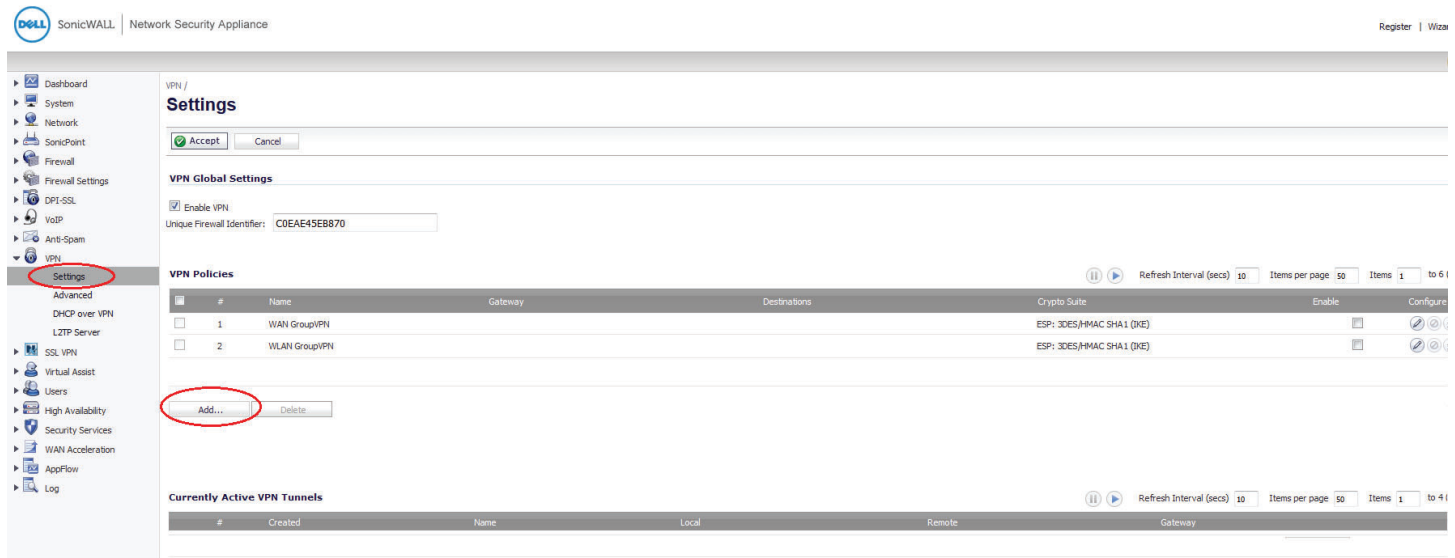 DELL SonicWALL | Network Security Appliance
Register | Wizar
Dashboard
System
Network
SonicPoint
Firewall
Firewall Settings
DPI-SSL
VoIP
Anti-Spam
VPN
Settings
Advanced
DHCP over VPN
L2TP Server
SSL VPN
Virtual Assist
Users
High Availability
Security Services
WAN Acceleration
AppFlow
Log
VPN /
Settings
Accept Cancel
VPN Global Settings
Enable VPN
Unique Firewall Identifier: C0EAE45EB870
VPN Policies Refresh Interval (secs) 10 Items per page 50 Items 1 to 6 (
# Name Gateway Destinations Crypto Suite Enable Configure
1 WAN GroupVPN ESP: 3DES/HMAC SHA1 (IKE)
2 WLAN GroupVPN ESP: 3DES/HMAC SHA1 (IKE)
Add... Delete
Currently Active VPN Tunnels Refresh Interval (secs) 10 Items per page 50 Items 1 to 4 (
# Created Name Local Remote Gateway